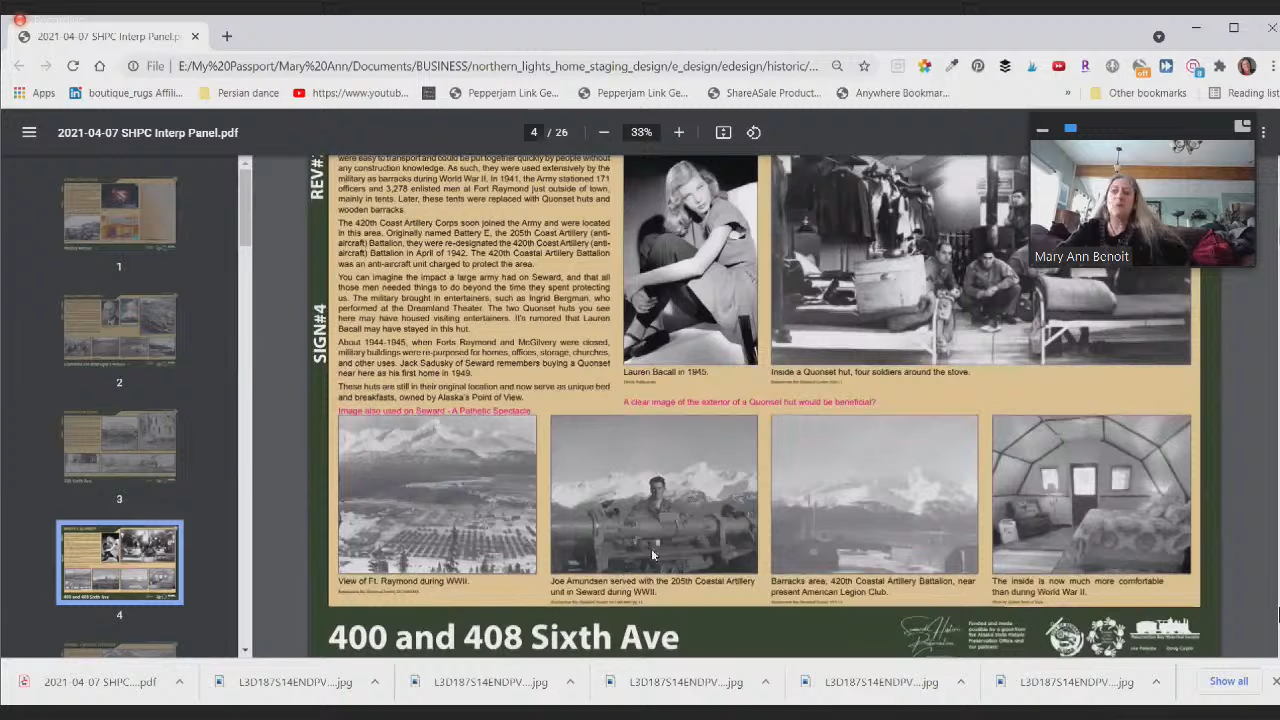 2021-04-07 SHPC Interp Panel.p
File
E:/My%20Passport/Mary%20Ann/Documents/BUSINESS/northern_lights_home_staging_design/e_design/edesign/historic/...
off
8
Apps
boutique_rugs Affili...
Persian dance
https://www.youtub...
Pepperjam Link Ge...
Pepperjam Link Ge...
ShareASale Product...
Anywhere Bookmar...
»
Other bookmarks
Reading list
2021-04-07 SHPC Interp Panel.pdf
4 / 26
33%
1
2
3
4
REV#
SIGN#4
were easy to transport and could be put together quickly by people without
any construction knowledge. As such, they were used extensively by the
military as barracks during World War II. In 1941, the Army stationed 171
officers and 3,278 enlisted men at Fort Raymond just outside of town,
mainly in tents. Later, these tents were replaced with Quonset huts and
wooden barracks.
The 420th Coast Artillery Corps soon joined the Army and were located
in this area. Originally named Battery E, the 205th Coast Artillery (anti-
aircraft) Battalion, they were re-designated the 420th Coast Artillery (anti-
aircraft) Battalion in April of 1942. The 420th Coastal Artillery Battalion
was an anti-aircraft unit charged to protect the area.
You can imagine the impact a large army had on Seward, and that all
those men needed things to do beyond the time they spent protecting
us. The military brought in entertainers, such as Ingrid Bergman, who
performed at the Dreamland Theater. The two Quonset huts you see
here may have housed visiting entertainers. It's rumored that Lauren
Bacall may have stayed in this hut.
About 1944-1945, when Forts Raymond and McGilvery were closed,
military buildings were re-purposed for homes, offices, storage, churches,
and other uses. Jack Sadusky of Seward remembers buying a Quonset
near here as his first home in 1949.
These huts are still in their original location and now serve as unique bed
and breakfasts, owned by Alaska's Point of View.
Image also used on Seward - A Pathetic Spectacle
Lauren Bacall in 1945.
Inside a Quonset hut, four soldiers around the stove.
A clear image of the exterior of a Quonset hut would be beneficial?
View of Ft. Raymond during WWII.
Joe Amundsen served with the 205th Coastal Artillery
unit in Seward during WWII.
Barracks area, 420th Coastal Artillery Battalion, near
present American Legion Club.
The inside is now much more comfortable
than during World War II.
400 and 408 Sixth Ave
Funded and made
possible by a grant from
the Alaska State Historic
Preservation Office and
our partners:
Mary Ann Benoit
2021-04-07 SHPC....pdf
L3D187S14ENDPV....jpg
L3D187S14ENDPV....jpg
L3D187S14ENDPV....jpg
L3D187S14ENDPV....jpg
L3D187S14ENDPV....jpg
Show all